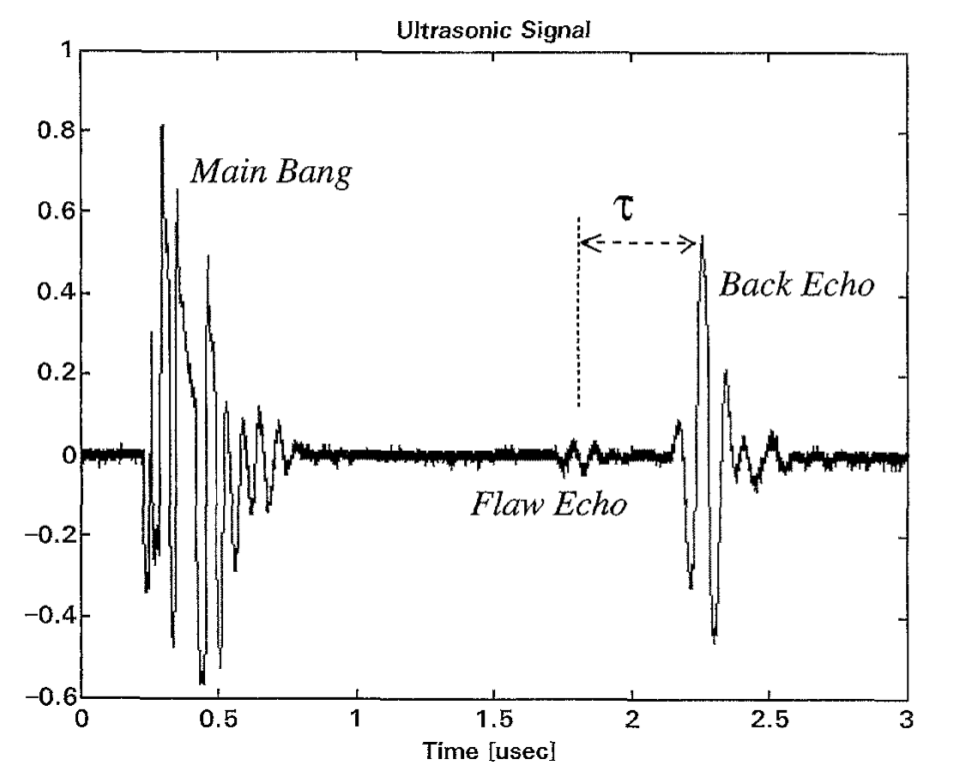 Ultrasonic Signal
1
0.8
Main Bang
0.6
τ
0.4
Back Echo
0.2
0
Flaw Echo
−0.2
−0.4
−0.6
0 0.5 1 1.5 2 2.5 3
Time [usec]